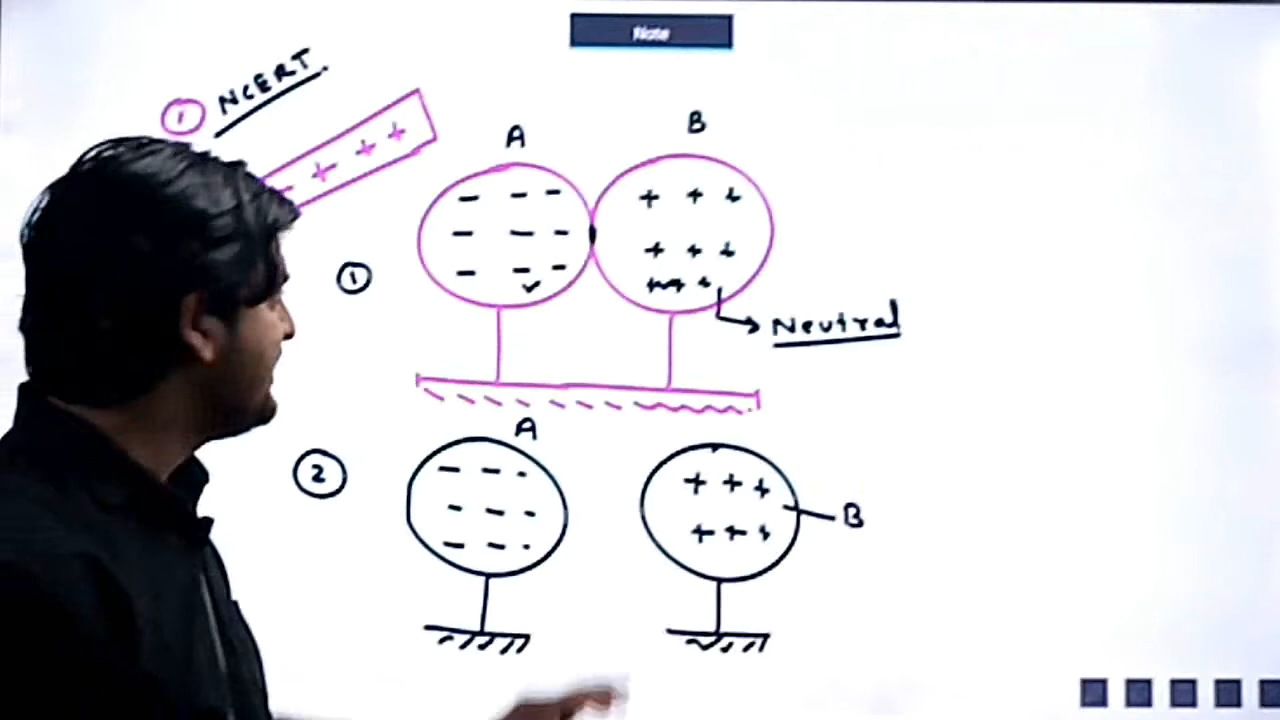 Note
① NCERT
+ + +
A
B
- - -
- - -
- - -
+ + +
+ + +
+ + +
①
Neutral
②
A
- - -
- - -
- - -
+ + +
+ + +
B